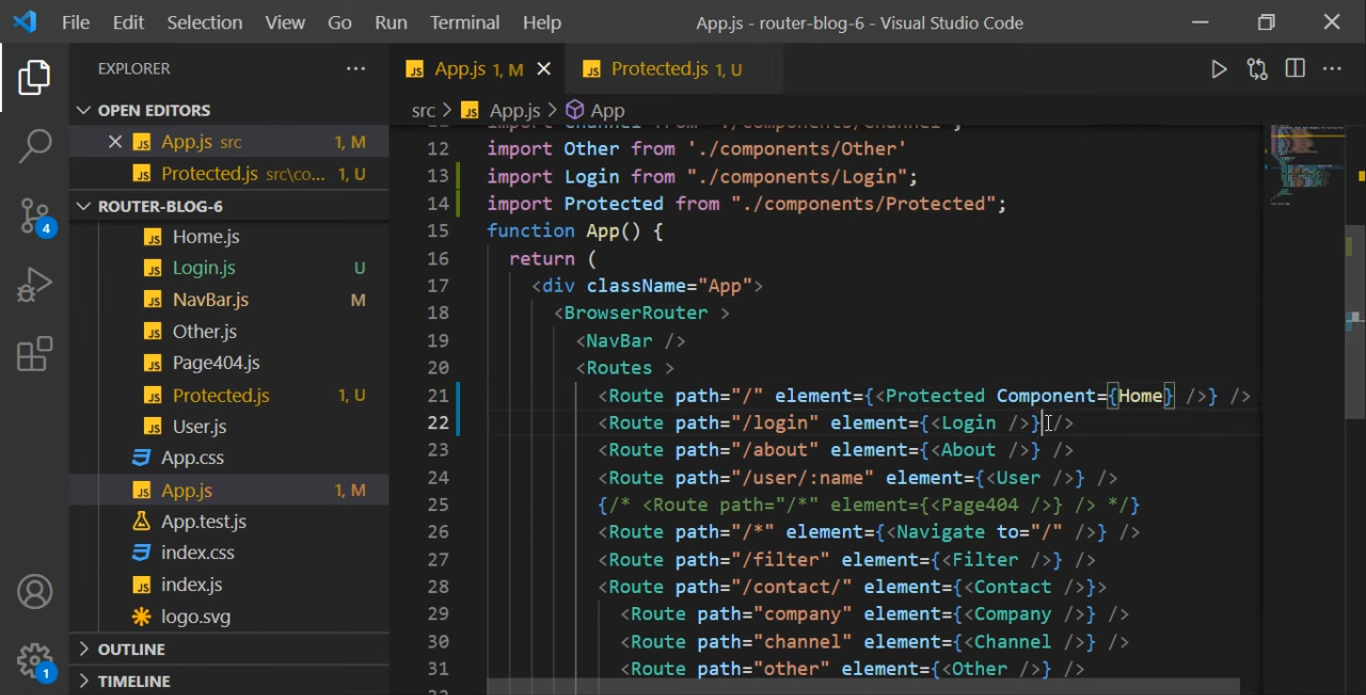 File Edit Selection View Go Run Terminal Help App.js - router-blog-6 - Visual Studio Code
EXPLORER
OPEN EDITORS
App.js src 1, M
Protected.js src\co... 1, U
ROUTER-BLOG-6
Home.js
Login.js U
NavBar.js M
Other.js
Page404.js
Protected.js 1, U
User.js
App.css
App.js 1, M
App.test.js
index.css
index.js
logo.svg
OUTLINE
TIMELINE
4
1
App.js 1, M
Protected.js 1, U
src > App.js > App
12 import Other from './components/Other'
13 import Login from "./components/Login";
14 import Protected from "./components/Protected";
15 function App() {
16 return (
17 <div className="App">
18 <BrowserRouter >
19 <NavBar />
20 <Routes >
21 <Route path="/" element={<Protected Component={Home} />} />
22 <Route path="/login" element={<Login />} />
23 <Route path="/about" element={<About />} />
24 <Route path="/user/:name" element={<User />} />
25 {/* <Route path="/*" element={<Page404 />} /> */}
26 <Route path="/*" element={<Navigate to="/" />} />
27 <Route path="/filter" element={<Filter />} />
28 <Route path="/contact/" element={<Contact />}>
29 <Route path="company" element={<Company />} />
30 <Route path="channel" element={<Channel />} />
31 <Route path="other" element={<Other />} />